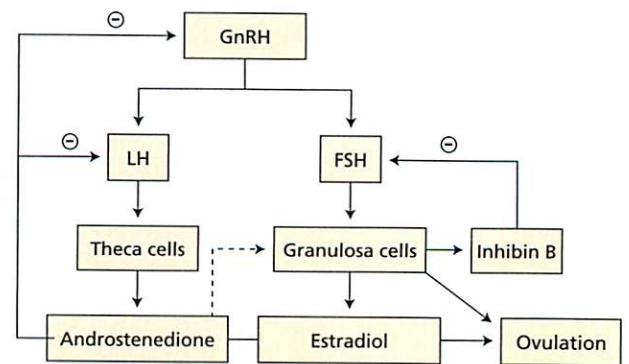 ⊖
GnRH
⊖
⊖
LH
FSH
Theca cells
Granulosa cells
Inhibin B
Androstenedione
Estradiol
Ovulation